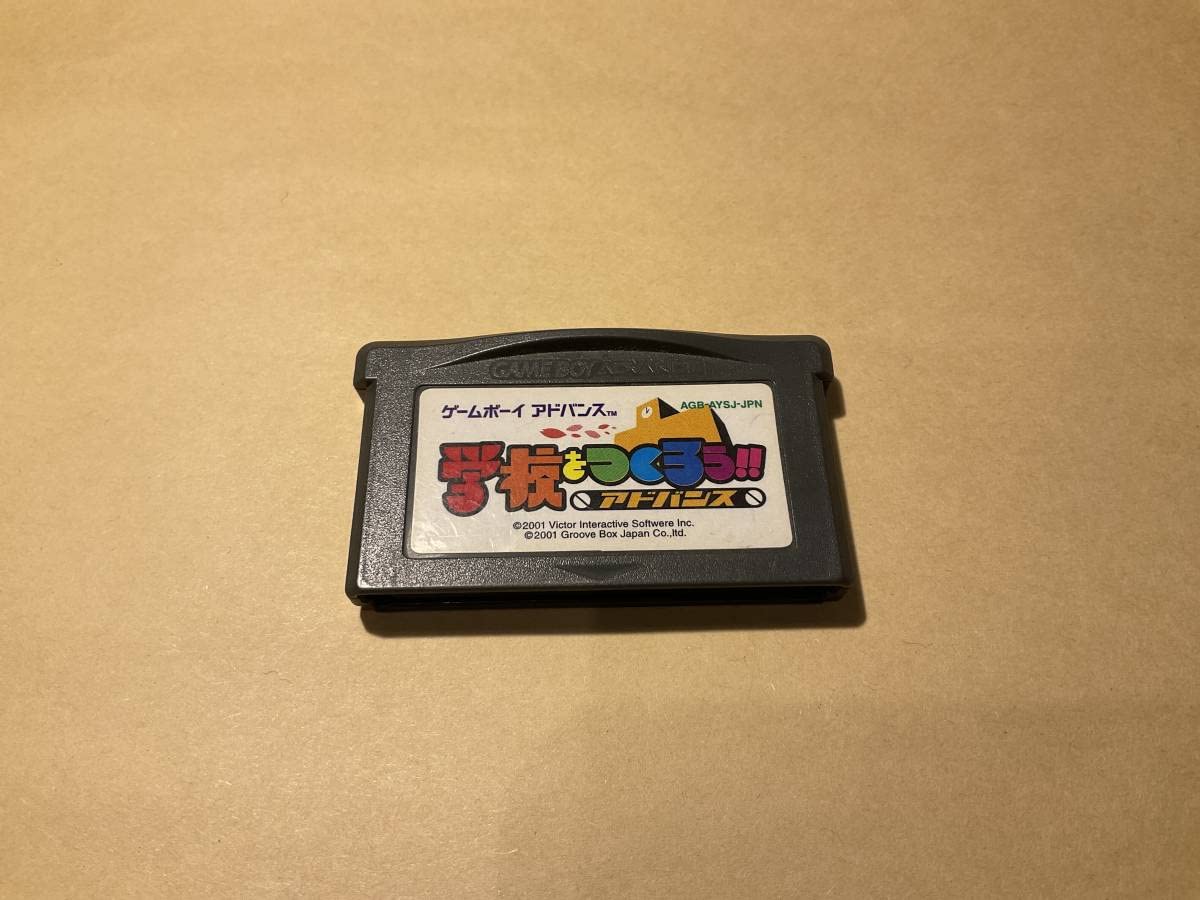 GAME BOY ADVANCE
ゲームボーイ アドバンス™
AGB-AYSJ-JPN
学校をつくろう!!
アドバンス
©2001 Victor Interactive Softwere Inc.
©2001 Groove Box Japan Co.,ltd.